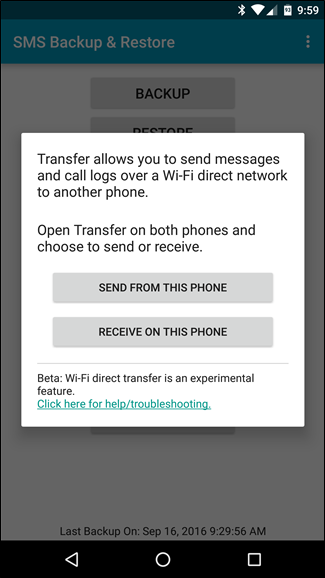 9:59
SMS Backup & Restore
BACKUP
RESTORE
Transfer allows you to send messages
and call logs over a Wi-Fi direct network
to another phone.
Open Transfer on both phones and
choose to send or receive.
SEND FROM THIS PHONE
RECEIVE ON THIS PHONE
Beta: Wi-Fi direct transfer is an experimental
feature.
Click here for help/troubleshooting.
Last Backup On: Sep 16, 2016 9:29:56 AM